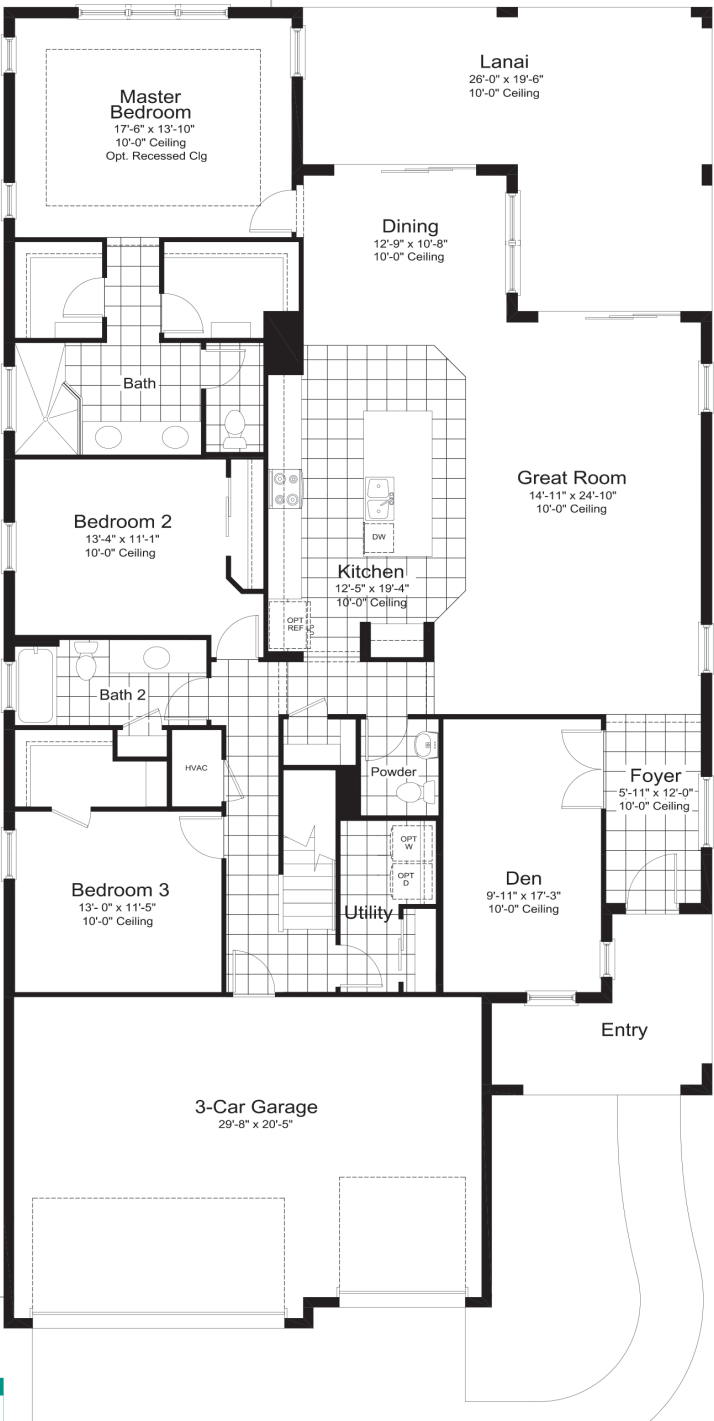 Lanai
26'-0" x 19'-6"
10'-0" Ceiling
Master
Bedroom
17'-6" x 13'-10"
10'-0" Ceiling
Opt. Recessed Clg
Dining
12'-9" x 10'-8"
10'-0" Ceiling
Bath
Great Room
14'-11" x 24'-10"
10'-0" Ceiling
Bedroom 2
13'-4" x 11'-1"
10'-0" Ceiling
DW
Kitchen
12'-5" x 19'-4"
10'-0" Ceiling
OPT
REF
Bath 2
HVAC
Powder
Foyer
5'-11" x 12'-0"
10'-0" Ceiling
OPT
W
OPT
D
Den
9'-11" x 17'-3"
10'-0" Ceiling
Bedroom 3
13'- 0" x 11'-5"
10'-0" Ceiling
Utility
Entry
3-Car Garage
29'-8" x 20'-5"